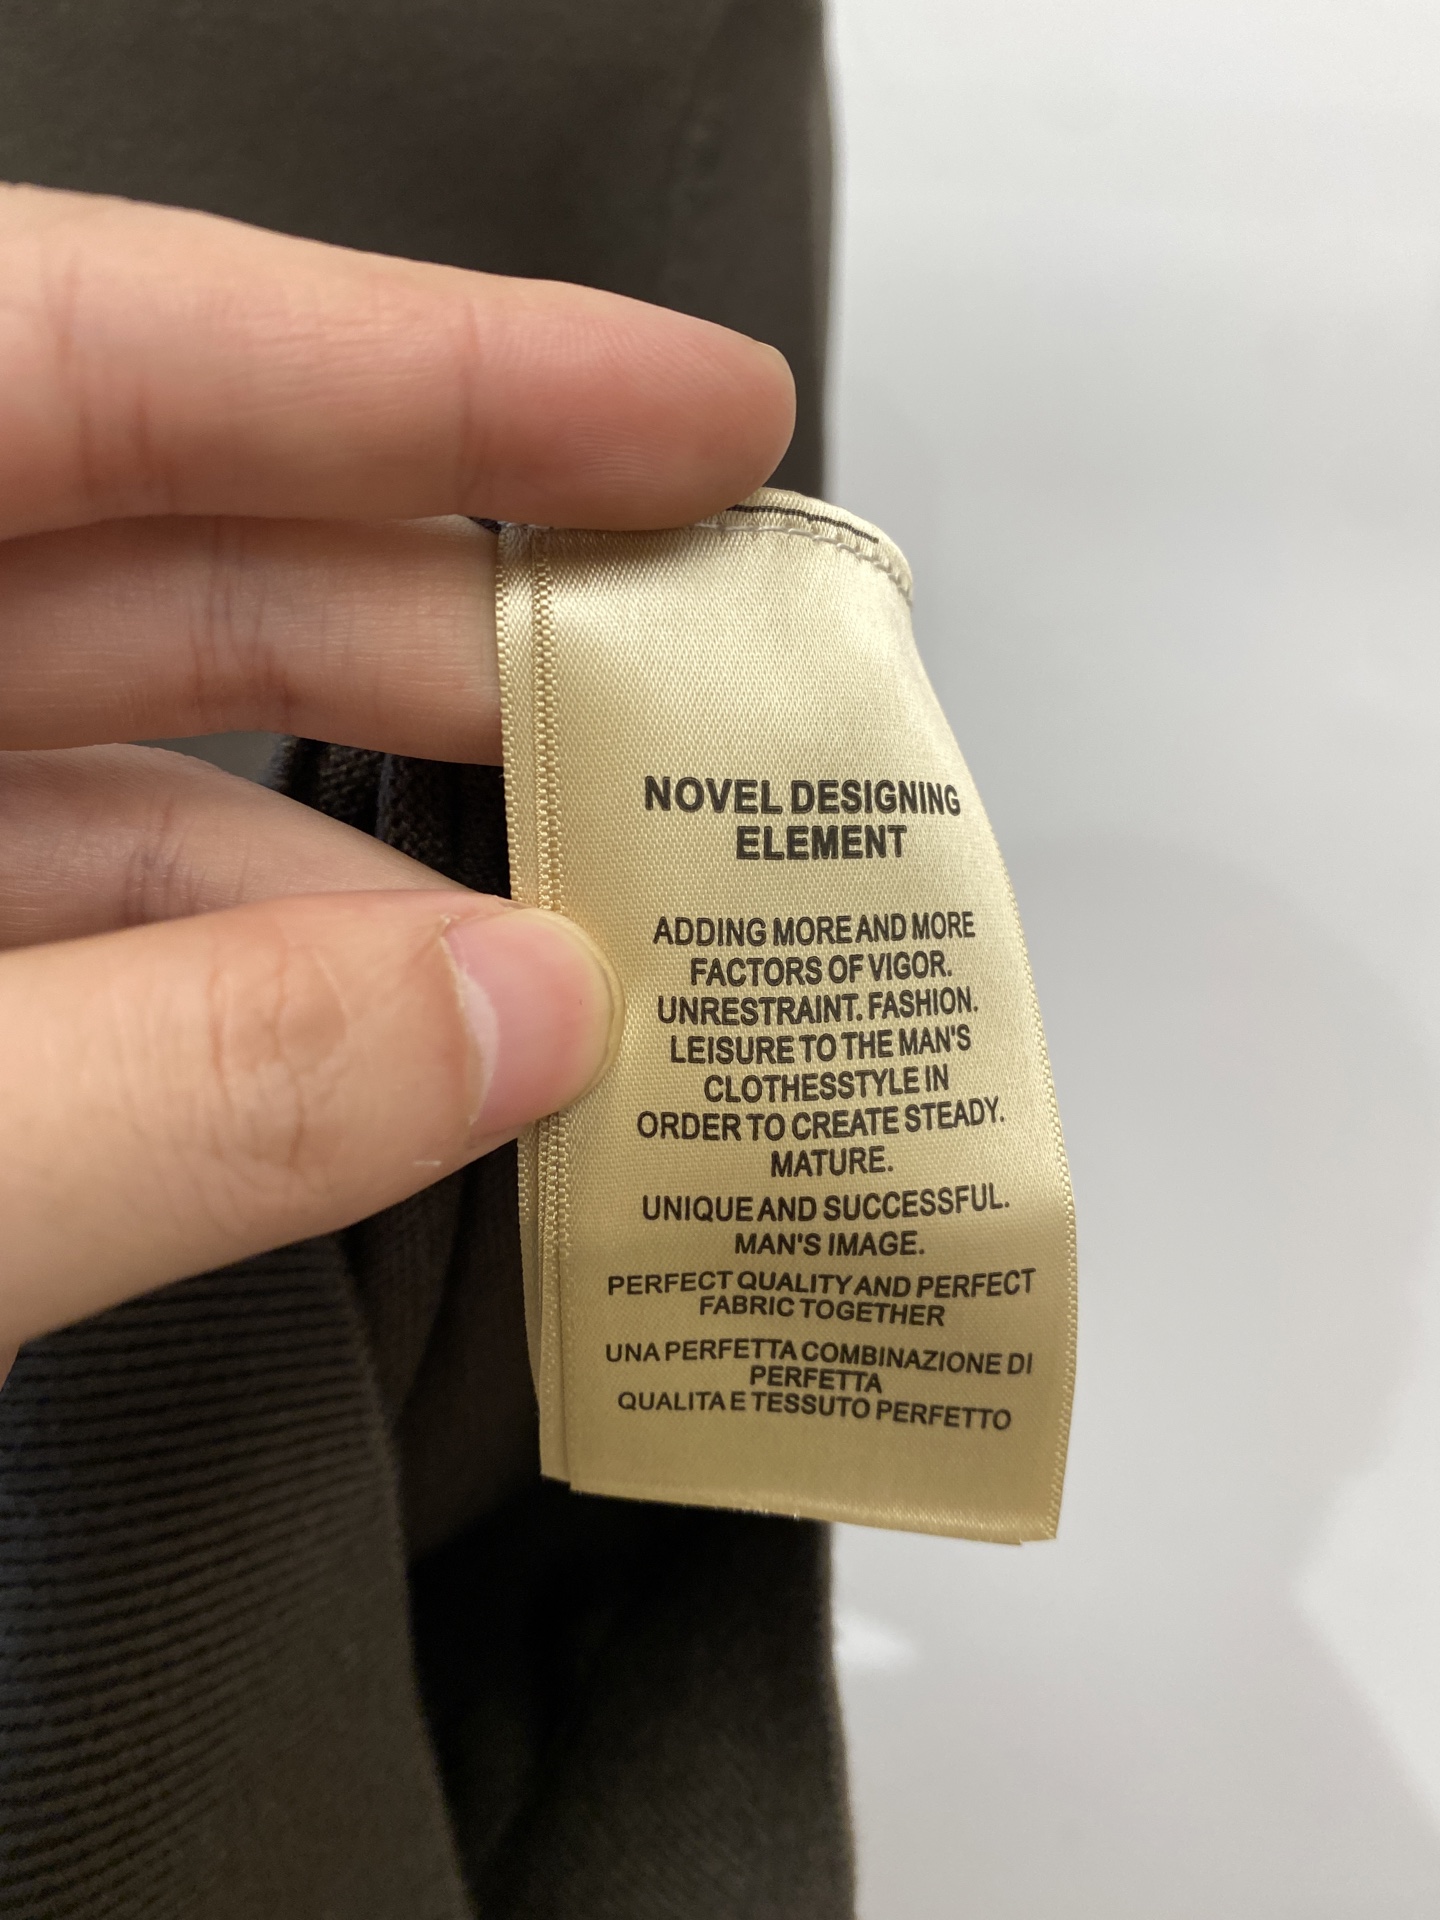 NOVEL DESIGNING
ELEMENT
ADDING MORE AND MORE
FACTORS OF VIGOR.
UNRESTRAINT. FASHION.
LEISURE TO THE MAN'S
CLOTHESSTYLE IN
ORDER TO CREATE STEADY.
MATURE.
UNIQUE AND SUCCESSFUL.
MAN'S IMAGE.
PERFECT QUALITY AND PERFECT
FABRIC TOGETHER
UNA PERFETTA COMBINAZIONE DI
PERFETTA
QUALITA E TESSUTO PERFETTO